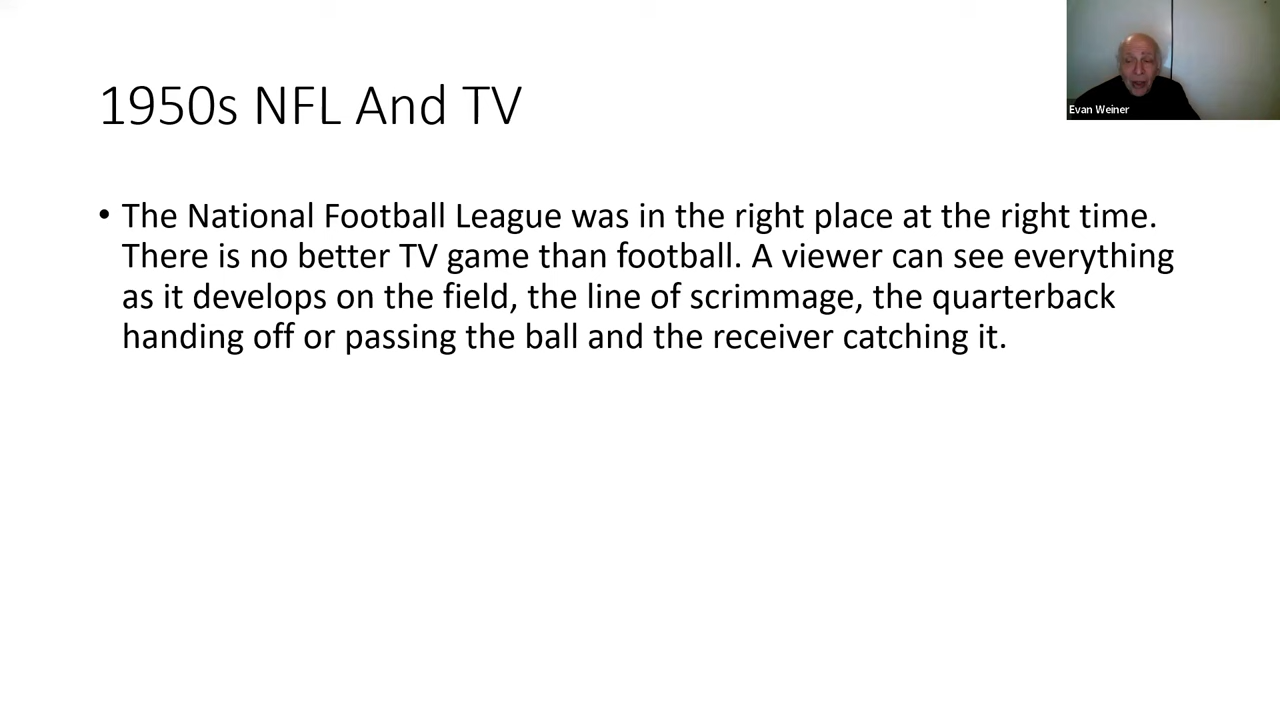 1950s NFL And TV
Evan Weiner
• The National Football League was in the right place at the right time.
There is no better TV game than football. A viewer can see everything
as it develops on the field, the line of scrimmage, the quarterback
handing off or passing the ball and the receiver catching it.